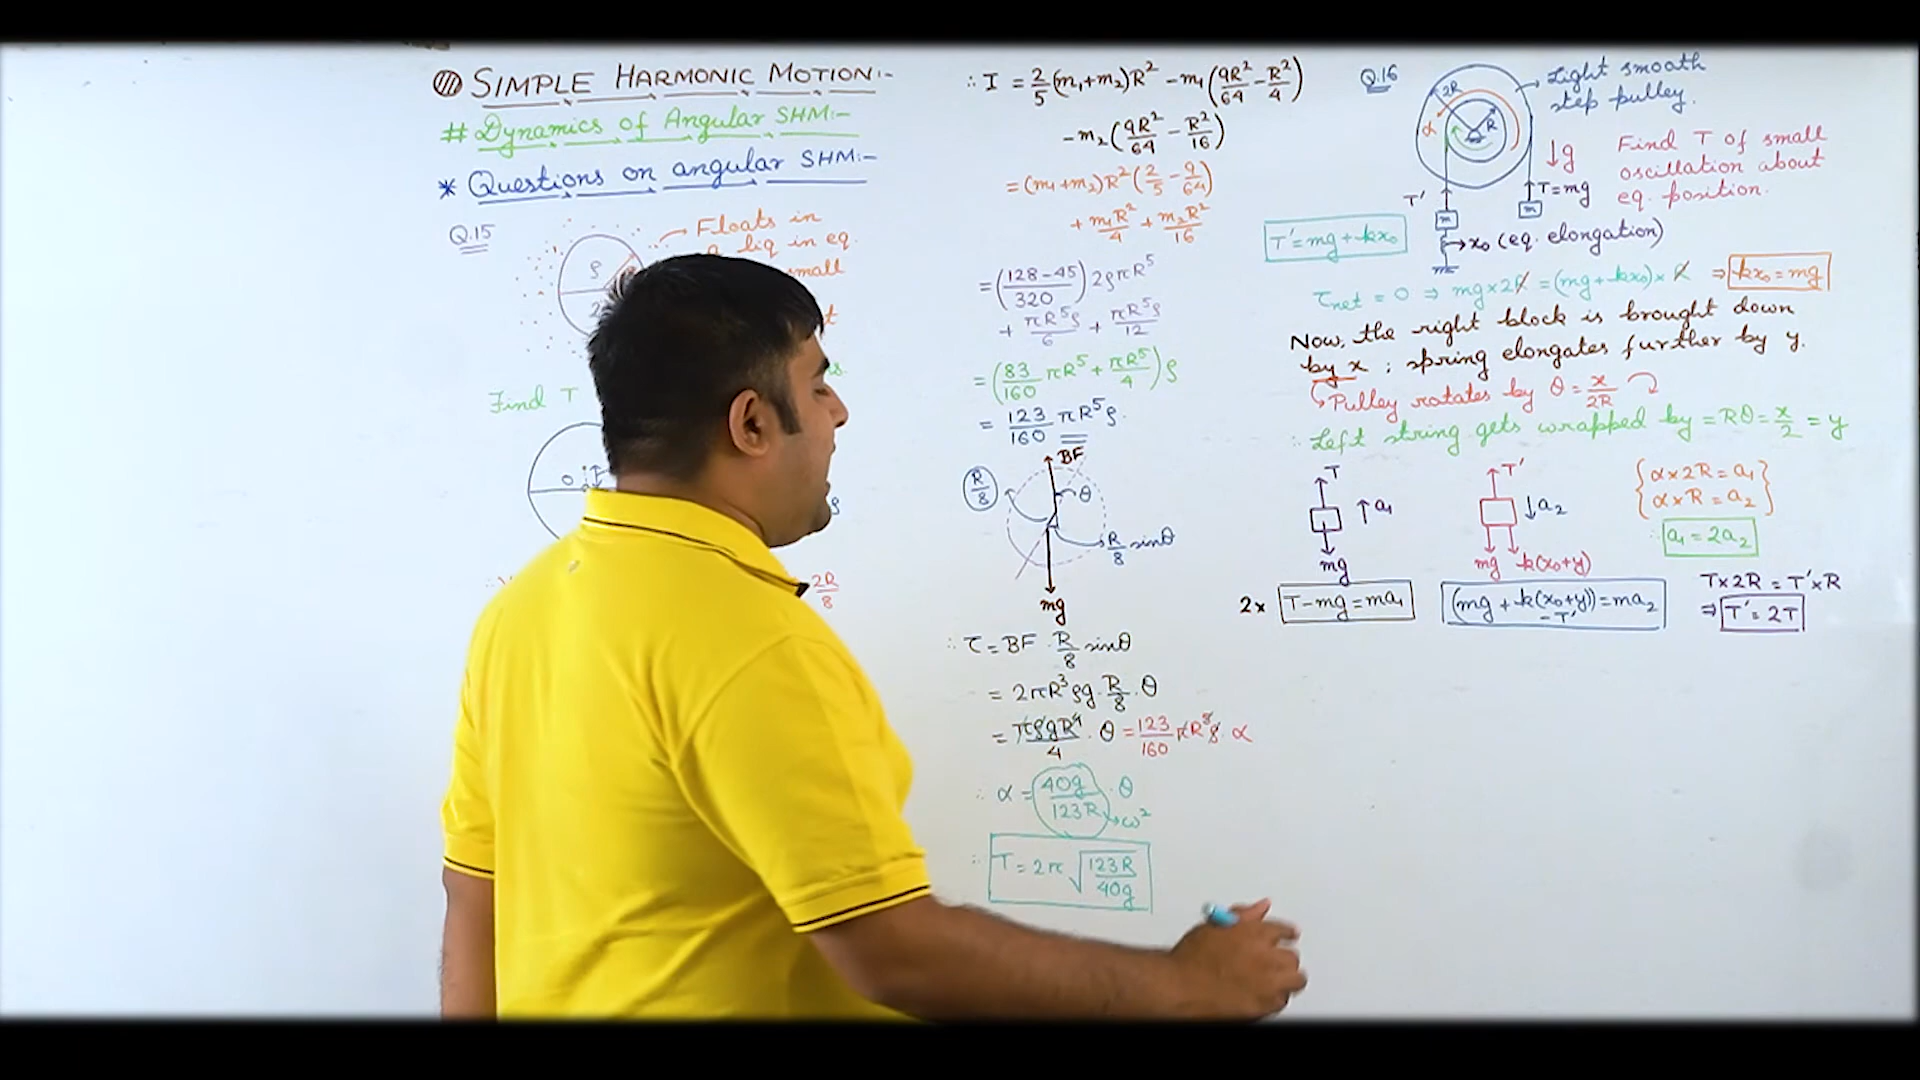 SIMPLE HARMONIC MOTION:-
# Dynamics of Angular SHM:-
* Questions on angular SHM:-
Q.15
Floats in
a liq in eq.
small
ρ
Find T
O
2R/8
∴ I = 2/5 (m₁+m₂)R² - m₁(9R²/64 - R²/4)
- m₂(9R²/64 - R²/16)
= (m₁+m₂)R²(2/5 - 9/64)
+ m₁R²/4 + m₂R²/16
= (128-45/320) 2ρπR⁵
+ πR⁵ρ/6 + πR⁵ρ/12
= (83/160 πR⁵ + πR⁵/4)ρ
= 123/160 πR⁵ρ.
BF
R/8
θ
R/8 sinθ
mg
∴ τ = BF · R/8 sinθ
= 2πR³ρg · R/8 · θ
= πρgR⁴/4 · θ = 123/160 πR⁵ρ · α
∴ α = 40g/123R · θ
→ω²
∴ T = 2π √123R/40g
Q.16
2R
R
α
Light smooth
step pulley.
↓g
Find T of small
oscillation about
eq. position.
T'
T=mg
m
m
T' = mg + kx₀
x₀ (eq. elongation)
τnet = 0 ⇒ mg×2R = (mg+kx₀)×R ⇒ kx₀ = mg
Now, the right block is brought down
by x ; spring elongates further by y.
Pulley rotates by θ = x/2R
∴ Left string gets wrapped by = Rθ = x/2 = y
T
↑a₁
mg
T'
↓a₂
mg k(x₀+y)
{α×2R = a₁
α×R = a₂}
∴ a₁ = 2a₂
2× T-mg = ma₁
(mg + k(x₀+y)) = ma₂
-T'
T×2R = T'×R
⇒ T' = 2T